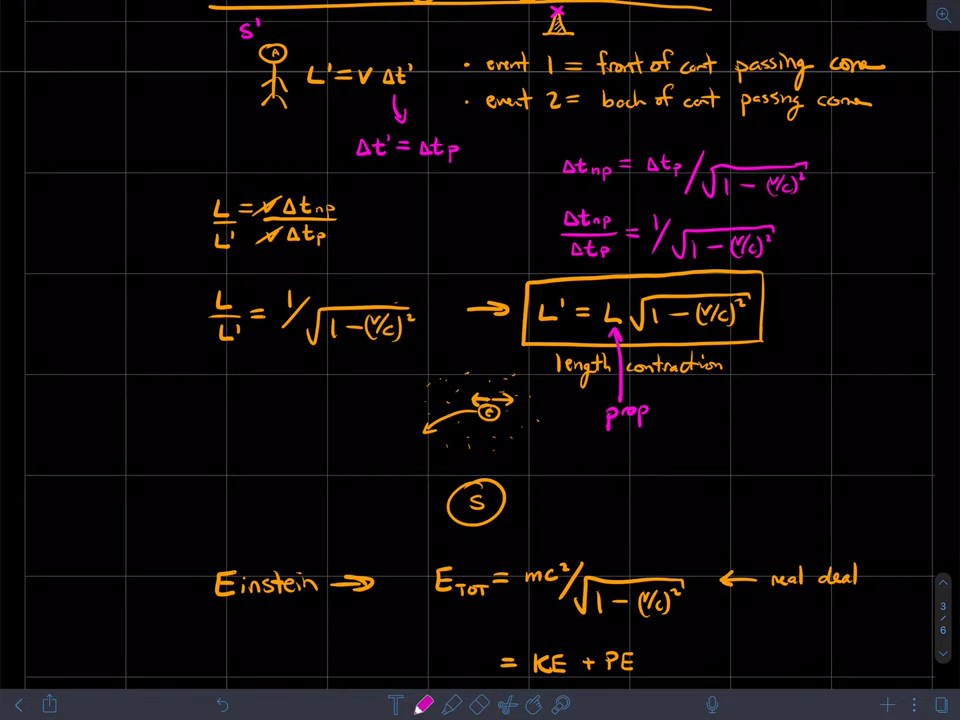 S'
A
L' = v Δt'
• event 1 = front of cart passing cone
• event 2 = back of cart passing cone
Δt' = Δtp
Δtnp = Δtp / √(1 − (v/c)²)
L/L' = v Δtnp / v Δtp
Δtnp/Δtp = 1/√(1 − (v/c)²)
L/L' = 1/√(1 − (v/c)²) → L' = L √(1 − (v/c)²)
length contraction
prop
S
Einstein → E_TOT = mc²/√(1 − (v/c)²) ← real deal
= KE + PE
3
/
6